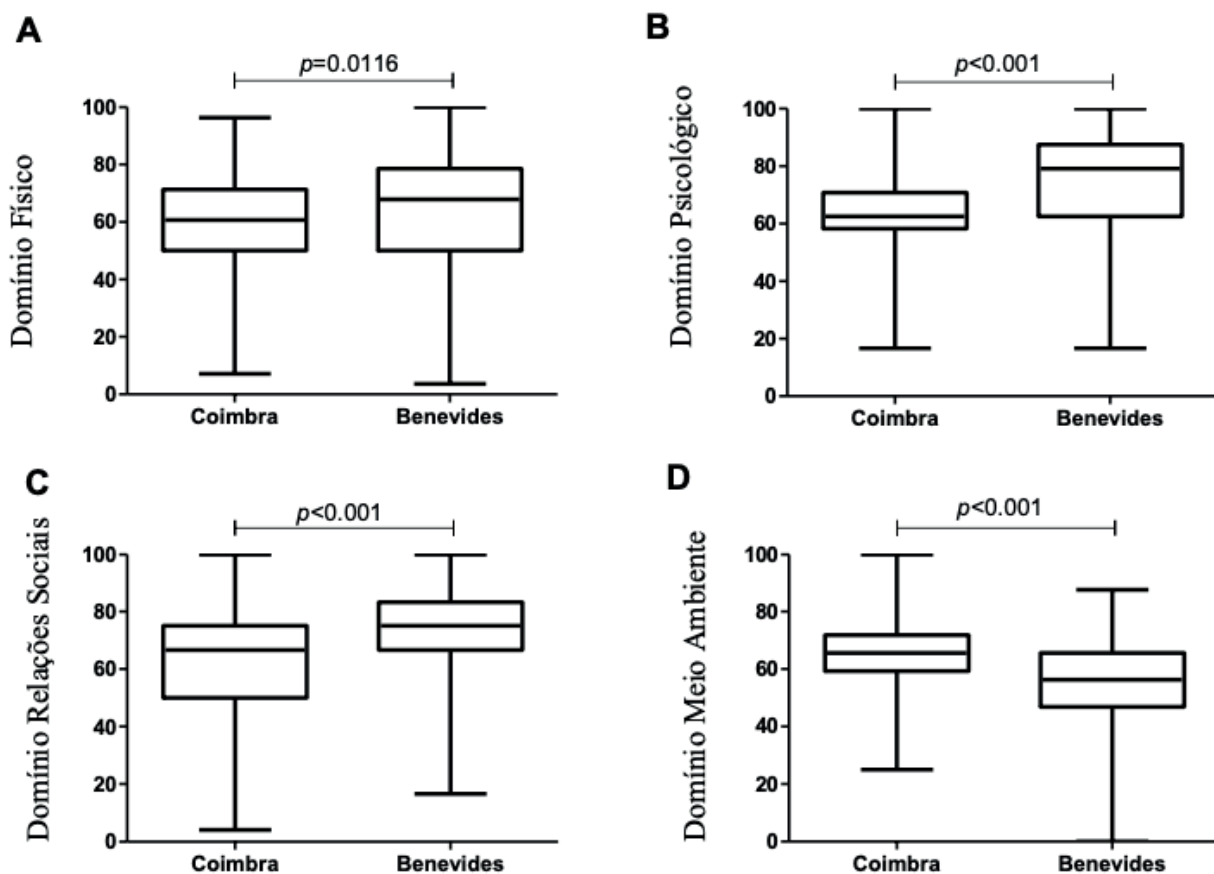 A
p=0.0116
Domínio Físico
100
80
60
40
20
0
Coimbra Benevides
B
p<0.001
Domínio Psicológico
100
80
60
40
20
0
Coimbra Benevides
C
p<0.001
Domínio Relações Sociais
100
80
60
40
20
0
Coimbra Benevides
D
p<0.001
Domínio Meio Ambiente
100
80
60
40
20
0
Coimbra Benevides